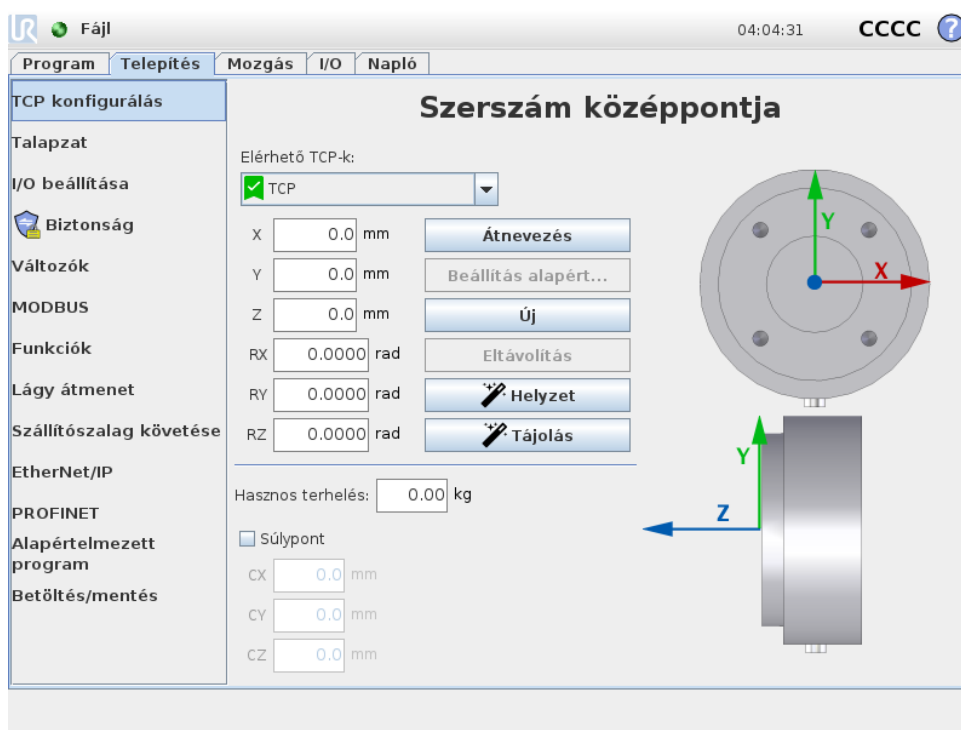 UR Fájl 04:04:31 CCCC ?
Program Telepítés Mozgás I/O Napló
TCP konfigurálás
Talapzat
I/O beállítása
Biztonság
Változók
MODBUS
Funkciók
Lágy átmenet
Szállítószalag követése
EtherNet/IP
PROFINET
Alapértelmezett
program
Betöltés/mentés
Szerszám középpontja
Elérhető TCP-k:
TCP
X 0.0 mm Átnevezés
Y 0.0 mm Beállítás alapért...
Z 0.0 mm Új
RX 0.0000 rad Eltávolítás
RY 0.0000 rad Helyzet
RZ 0.0000 rad Tájolás
Hasznos terhelés: 0.00 kg
Súlypont
CX 0.0 mm
CY 0.0 mm
CZ 0.0 mm
Y
X
Y
Z